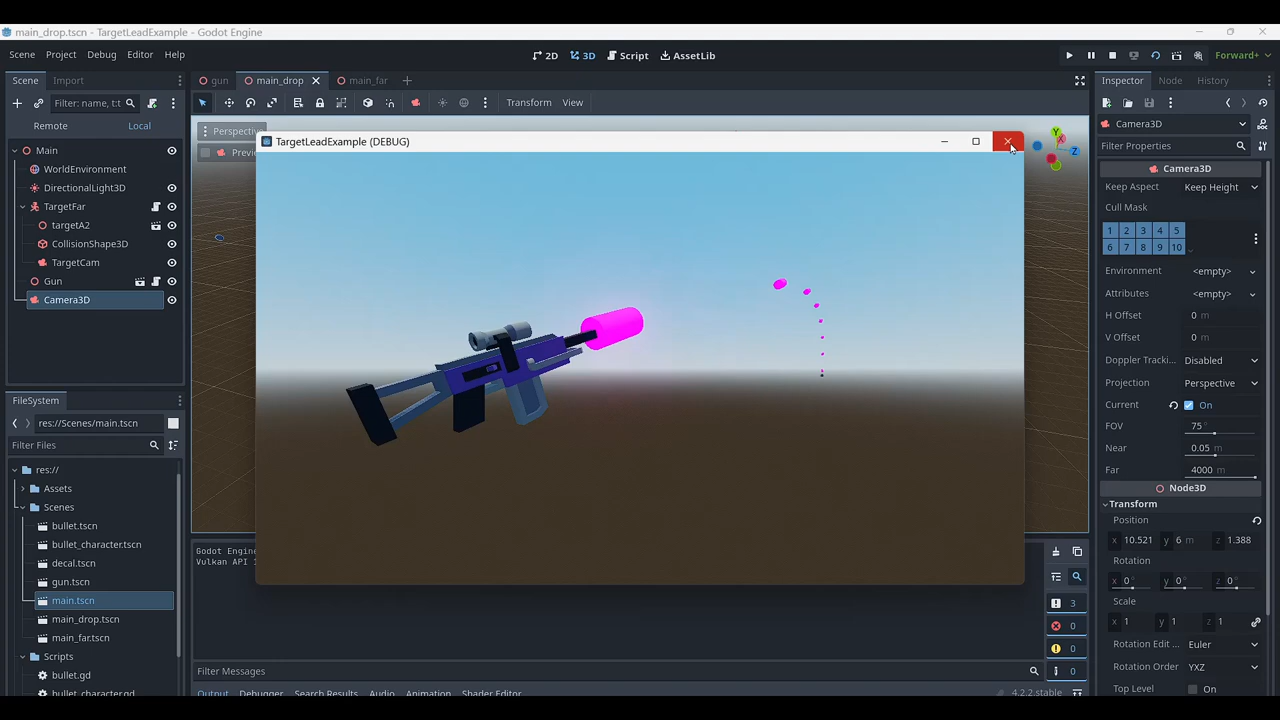 main_drop.tscn - TargetLeadExample - Godot Engine
Scene Project Debug Editor Help
2D 3D Script AssetLib
Forward+
Scene Import
gun main_drop main_far
Inspector Node History
Filter: name, t:t
Transform View
Remote Local
Perspective
Camera3D
TargetLeadExample (DEBUG)
Filter Properties
Main
WorldEnvironment
DirectionalLight3D
TargetFar
targetA2
CollisionShape3D
TargetCam
Gun
Camera3D
Camera3D
Keep Aspect Keep Height
Cull Mask
1 2 3 4 5
6 7 8 9 10
Environment <empty>
Attributes <empty>
H Offset 0 m
V Offset 0 m
Doppler Tracki... Disabled
Projection Perspective
Current On
FOV 75 °
Near 0.05 m
Far 4000 m
Node3D
Transform
Position
x 10.521 y 6 m z 1.388
Rotation
x 0 ° y 0 ° z 0 °
Scale
x 1 y 1 z 1
Rotation Edit ... Euler
Rotation Order YXZ
Top Level On
FileSystem
res://Scenes/main.tscn
Filter Files
res://
Assets
Scenes
bullet.tscn
bullet_character.tscn
decal.tscn
gun.tscn
main.tscn
main_drop.tscn
main_far.tscn
Scripts
bullet.gd
bullet_character.gd
Godot Engine
Vulkan API
3
0
0
0
Filter Messages
Output Debugger Search Results Audio Animation Shader Editor
4.2.2.stable